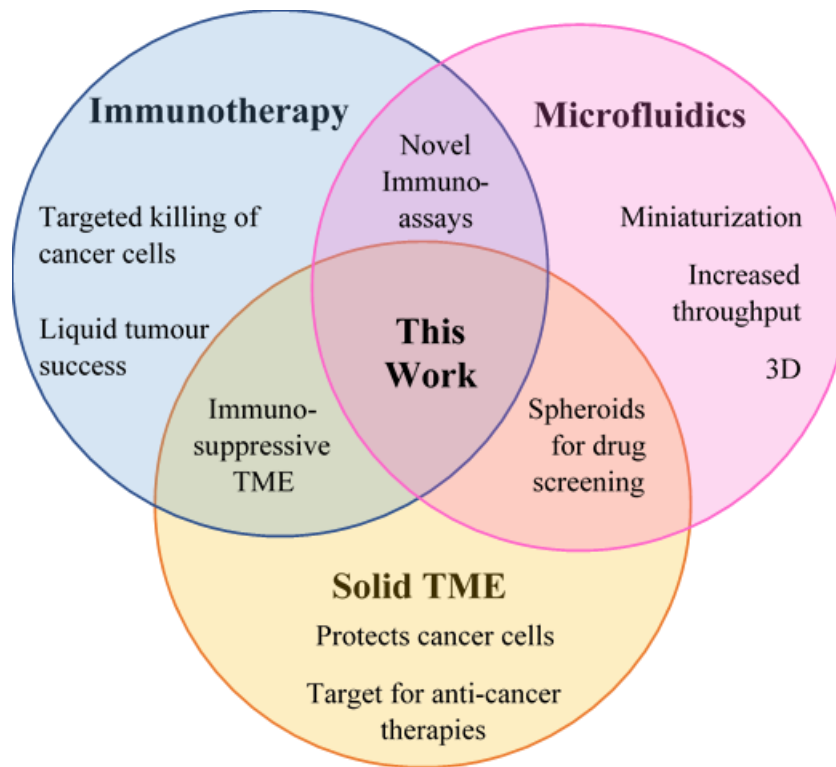 Immunotherapy
Targeted killing of
cancer cells
Liquid tumour
success
Novel
Immuno-
assays
Microfluidics
Miniaturization
Increased
throughput
3D
This
Work
Immuno-
suppressive
TME
Spheroids
for drug
screening
Solid TME
Protects cancer cells
Target for anti-cancer
therapies